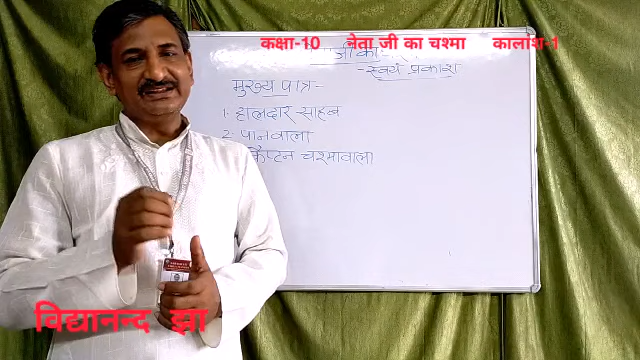 कक्षा-10 नेता जी का चश्मा कालांश-1
जी का
-स्वयं प्रकाश
मुख्य पात्र-
1. हालदार साहब
2. पानवाला
कैप्टन चश्मावाला
विद्यानन्द झा